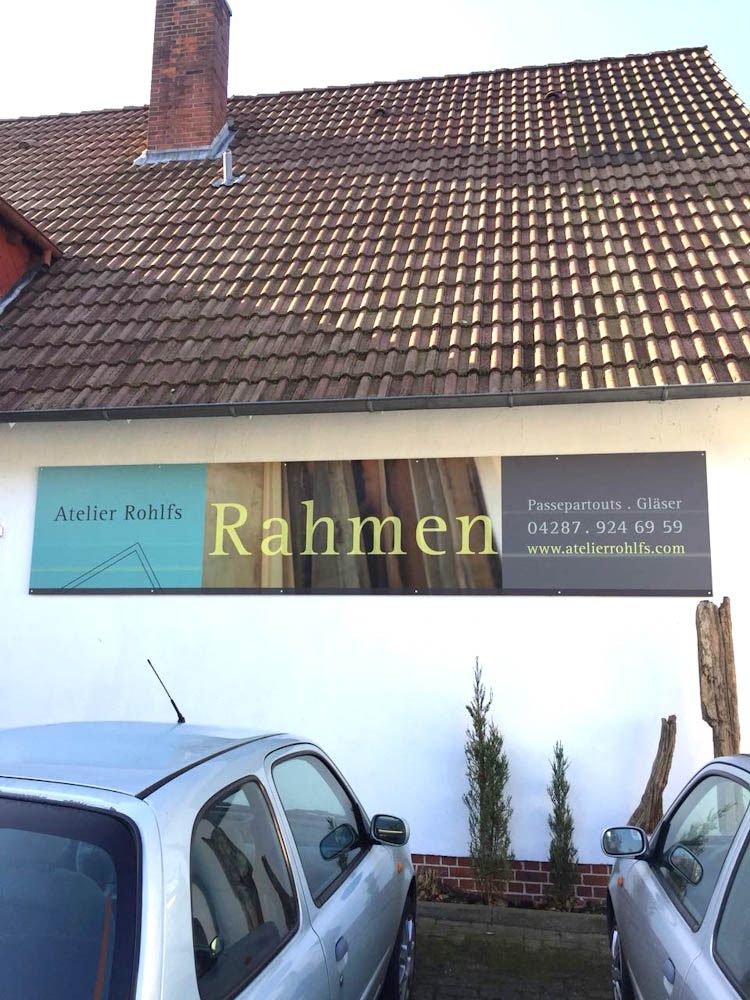 Atelier Rohlfs
Rahmen
Passepartouts . Gläser
04287 . 924 69 59
www.atelierrohlfs.com